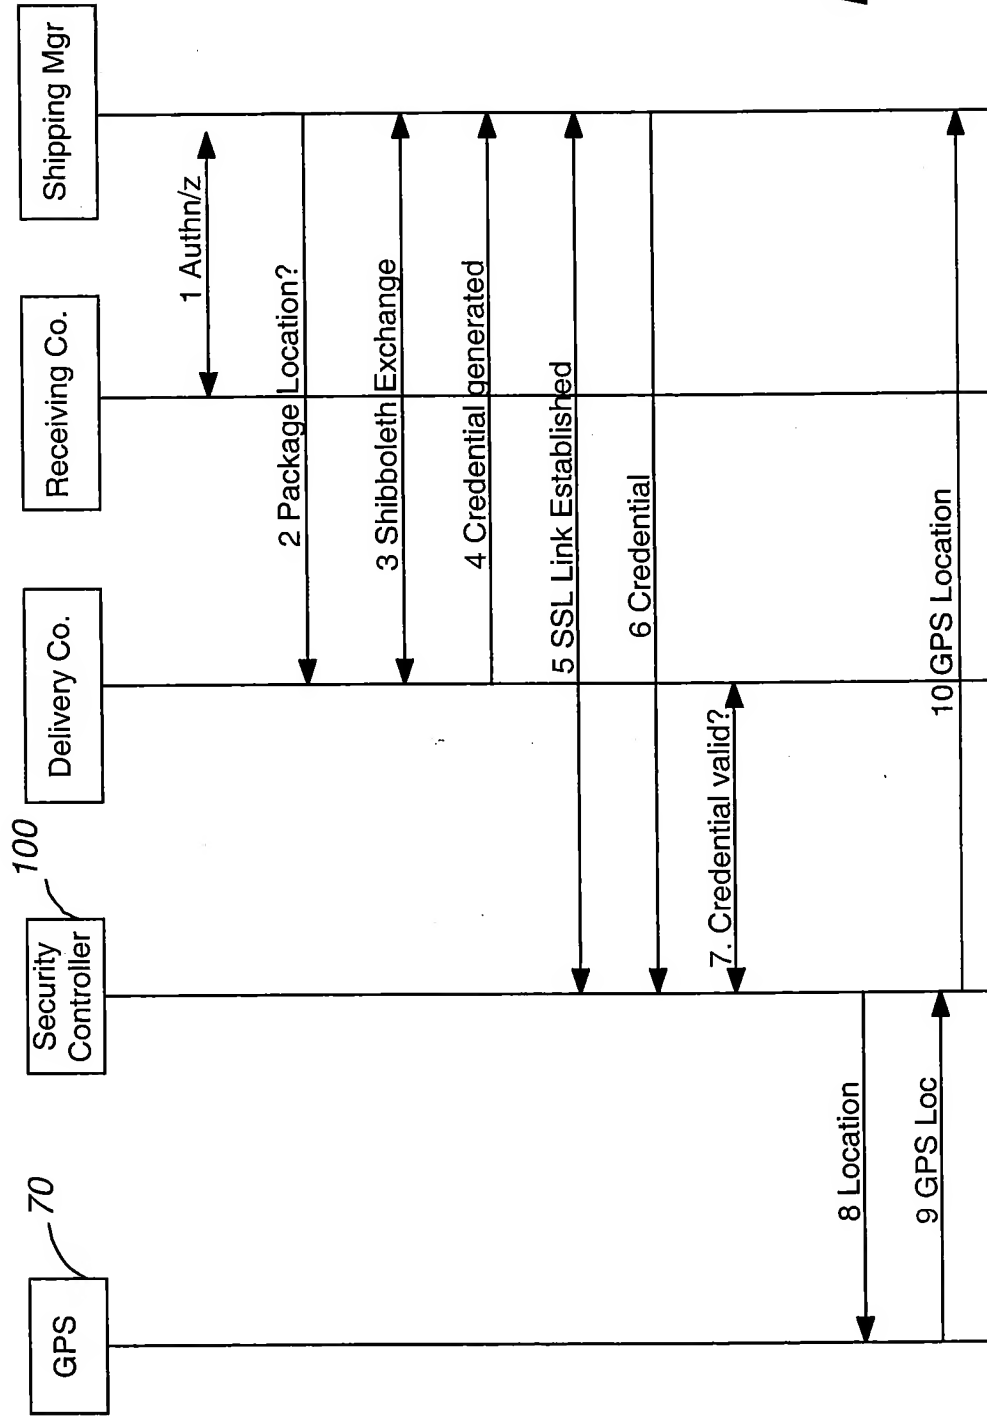 GPS
70
Security
Controller
100
Delivery Co.
Receiving Co.
Shipping Mgr
1 Authn/z
2 Package Location?
3 Shibboleth Exchange
4 Credential generated
5 SSL Link Established
6 Credential
7. Credential valid?
8 Location
9 GPS Loc
10 GPS Location